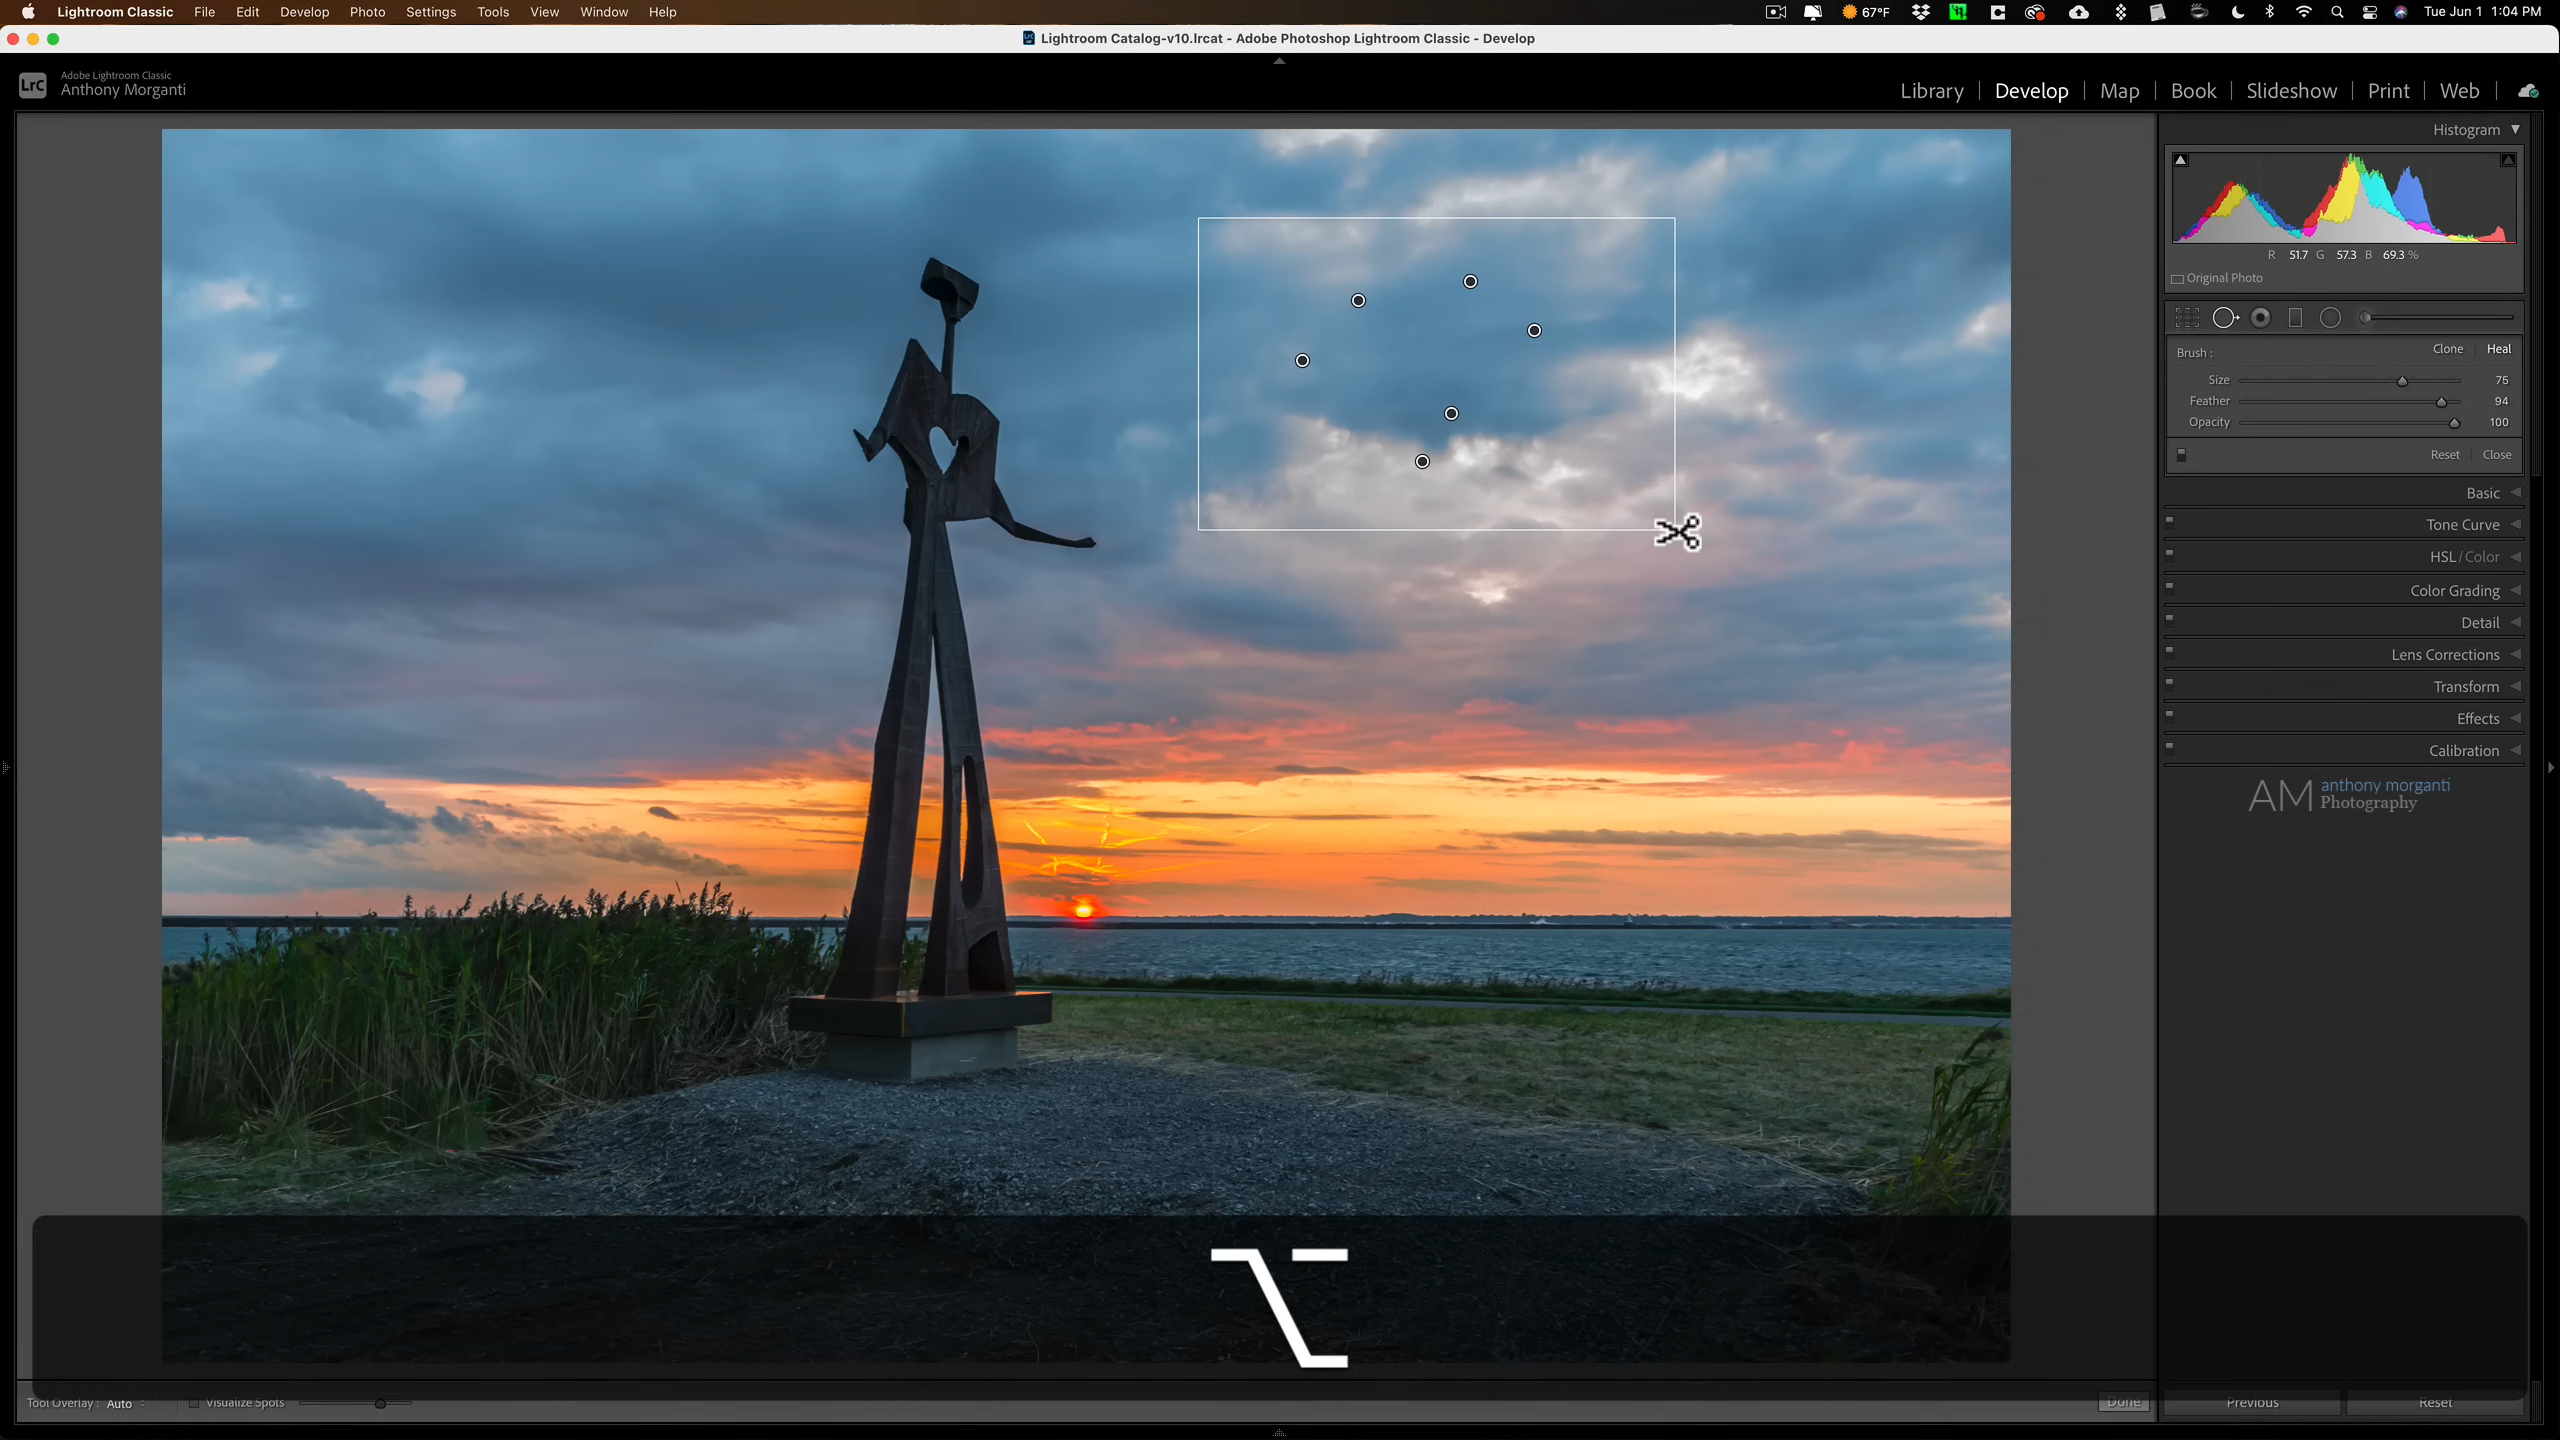 Lightroom Classic File Edit Develop Photo Settings Tools View Window Help
67°F
Tue Jun 1 1:04 PM
Lightroom Catalog-v10.lrcat - Adobe Photoshop Lightroom Classic - Develop
LrC
Adobe Lightroom Classic
Anthony Morganti
Library | Develop | Map | Book | Slideshow | Print | Web
Histogram
R 51.7 G 57.3 B 69.3 %
Original Photo
Brush : Clone Heal
Size 75
Feather 94
Opacity 100
Reset Close
Basic
Tone Curve
HSL / Color
Color Grading
Detail
Lens Corrections
Transform
Effects
Calibration
AM anthony morganti
Photography
Tool Overlay : Auto Visualize Spots
Done
Previous Reset